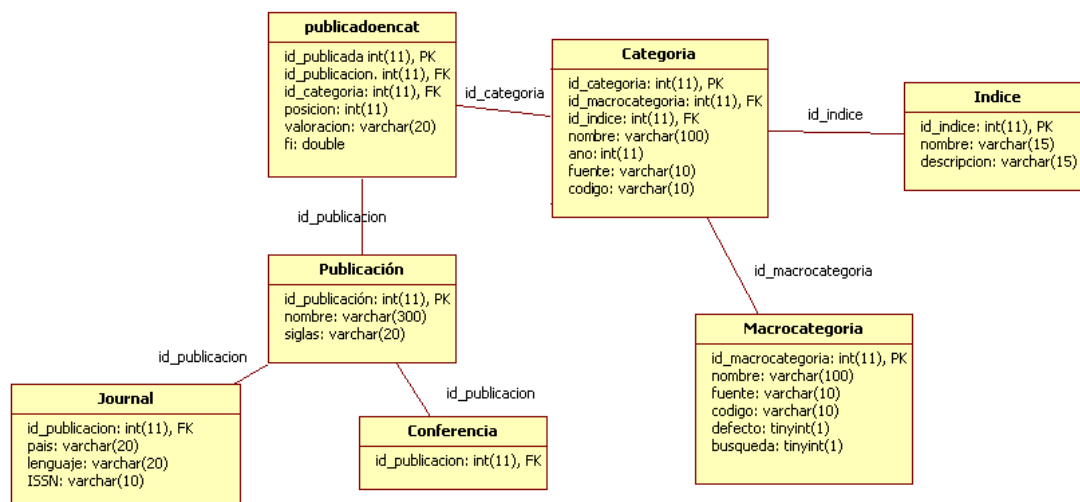 publicadoencat
id_publicada int(11), PK
id_publicacion. int(11), FK
id_categoria: int(11), FK
posicion: int(11)
valoracion: varchar(20)
fi: double
id_categoria
Categoria
id_categoria: int(11), PK
id_macrocategoria: int(11), FK
id_indice: int(11), FK
nombre: varchar(100)
ano: int(11)
fuente: varchar(10)
codigo: varchar(10)
id_indice
Indice
id_indice: int(11), PK
nombre: varchar(15)
descripcion: varchar(15)
id_publicacion
id_macrocategoria
Publicación
id_publicación: int(11), PK
nombre: varchar(300)
siglas: varchar(20)
Macrocategoria
id_macrocategoria: int(11), PK
nombre: varchar(100)
fuente: varchar(10)
codigo: varchar(10)
defecto: tinyint(1)
busqueda: tinyint(1)
id_publicacion
id_publicacion
Journal
id_publicacion: int(11), FK
pais: varchar(20)
lenguaje: varchar(20)
ISSN: varchar(10)
Conferencia
id_publicacion: int(11), FK